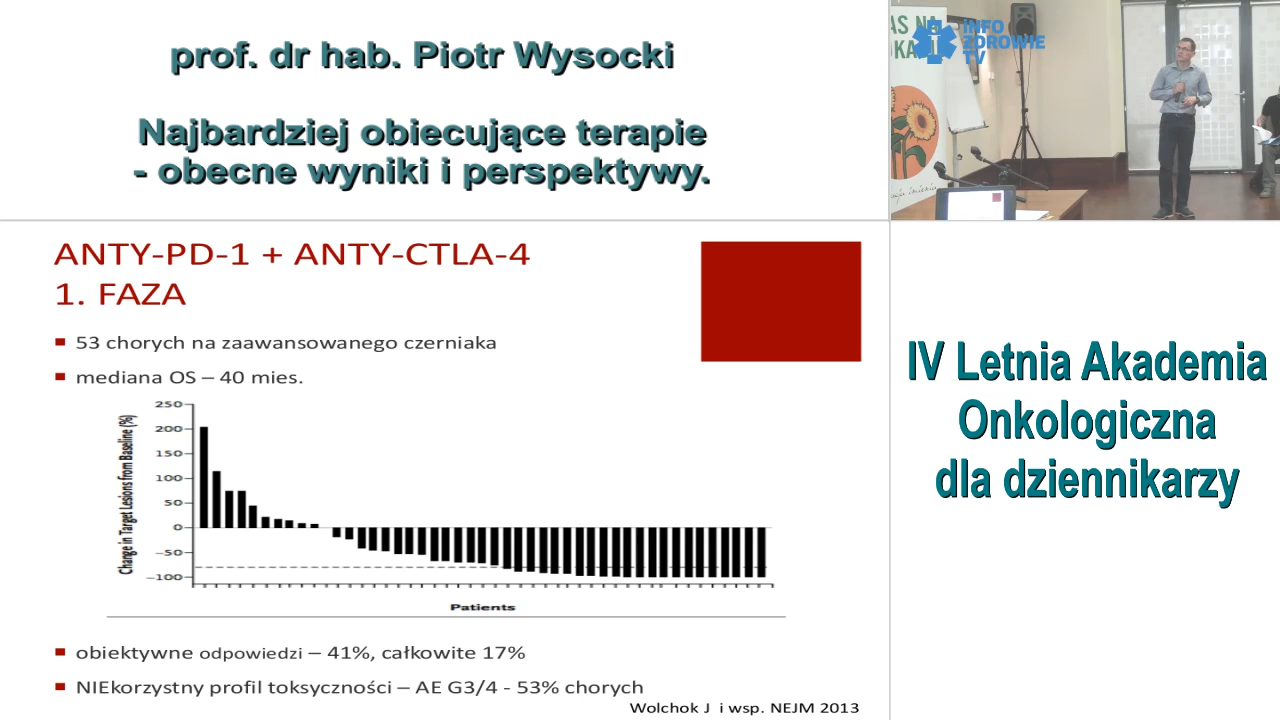 prof. dr hab. Piotr Wysocki
Najbardziej obiecujące terapie
- obecne wyniki i perspektywy.
INFO
ZDROWIE
TV
ANTY-PD-1 + ANTY-CTLA-4
1. FAZA
53 chorych na zaawansowanego czerniaka
mediana OS – 40 mies.
Change in Target Lesions from Baseline (%)
250
200
150
100
50
0
–50
–100
Patients
obiektywne odpowiedzi – 41%, całkowite 17%
NIEkorzystny profil toksyczności – AE G3/4 - 53% chorych
Wolchok J i wsp. NEJM 2013
IV Letnia Akademia
Onkologiczna
dla dziennikarzy